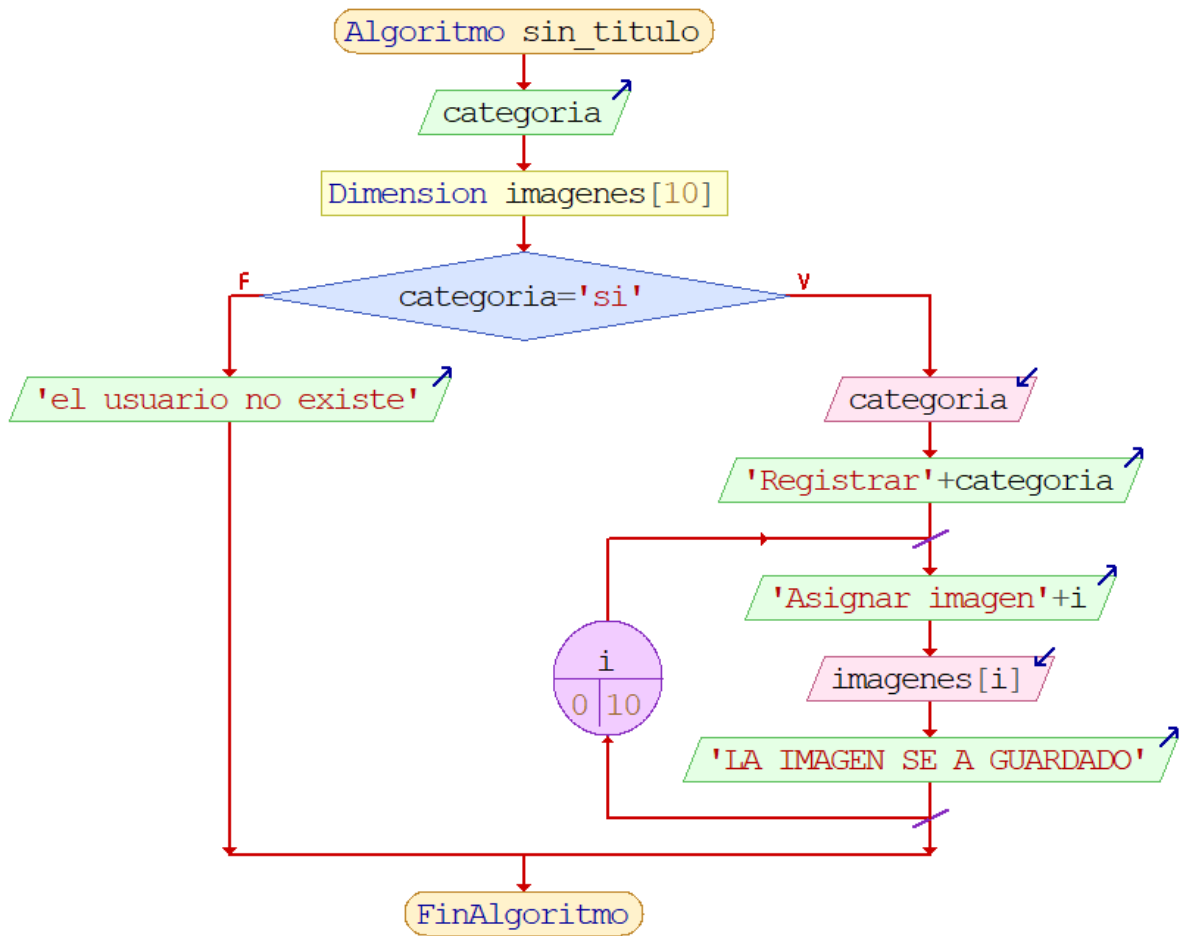 Algoritmo sin_titulo
categoria
Dimension imagenes[10]
F
V
categoria='si'
'el usuario no existe'
categoria
'Registrar'+categoria
'Asignar imagen'+i
i
0 10
imagenes[i]
'LA IMAGEN SE A GUARDADO'
FinAlgoritmo